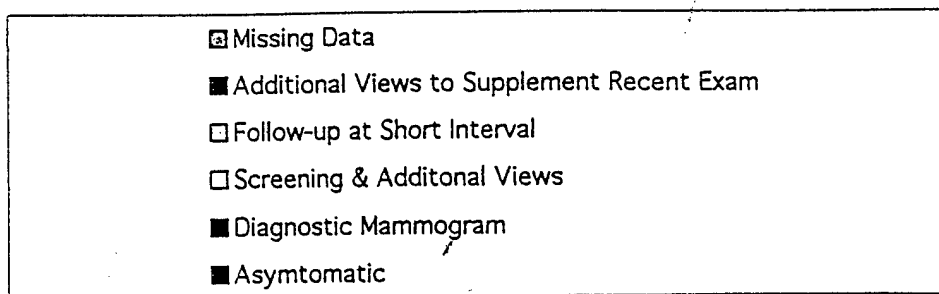 Missing Data
Additional Views to Supplement Recent Exam
Follow-up at Short Interval
Screening & Additonal Views
Diagnostic Mammogram
Asymtomatic